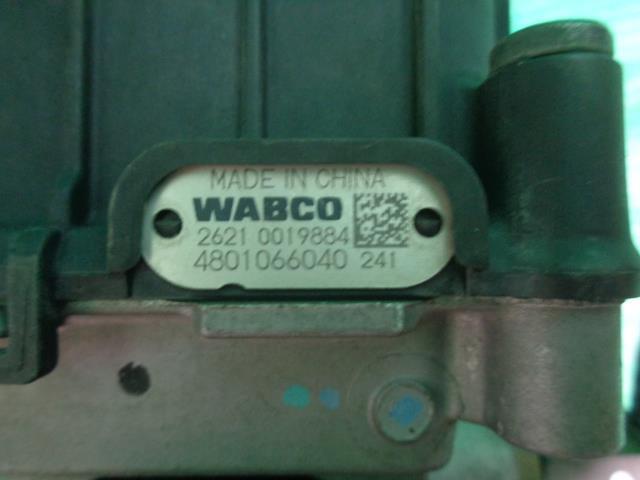 MADE IN CHINA
WABCO
2621 0019884
4801066040 241